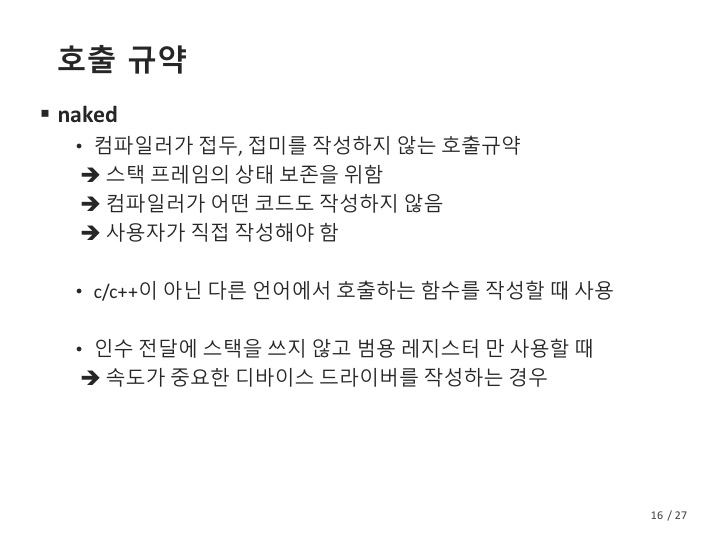 호출 규약
▪ naked
• 컴파일러가 접두, 접미를 작성하지 않는 호출규약
➔ 스택 프레임의 상태 보존을 위함
➔ 컴파일러가 어떤 코드도 작성하지 않음
➔ 사용자가 직접 작성해야 함
• c/c++이 아닌 다른 언어에서 호출하는 함수를 작성할 때 사용
• 인수 전달에 스택을 쓰지 않고 범용 레지스터 만 사용할 때
➔ 속도가 중요한 디바이스 드라이버를 작성하는 경우
16 / 27